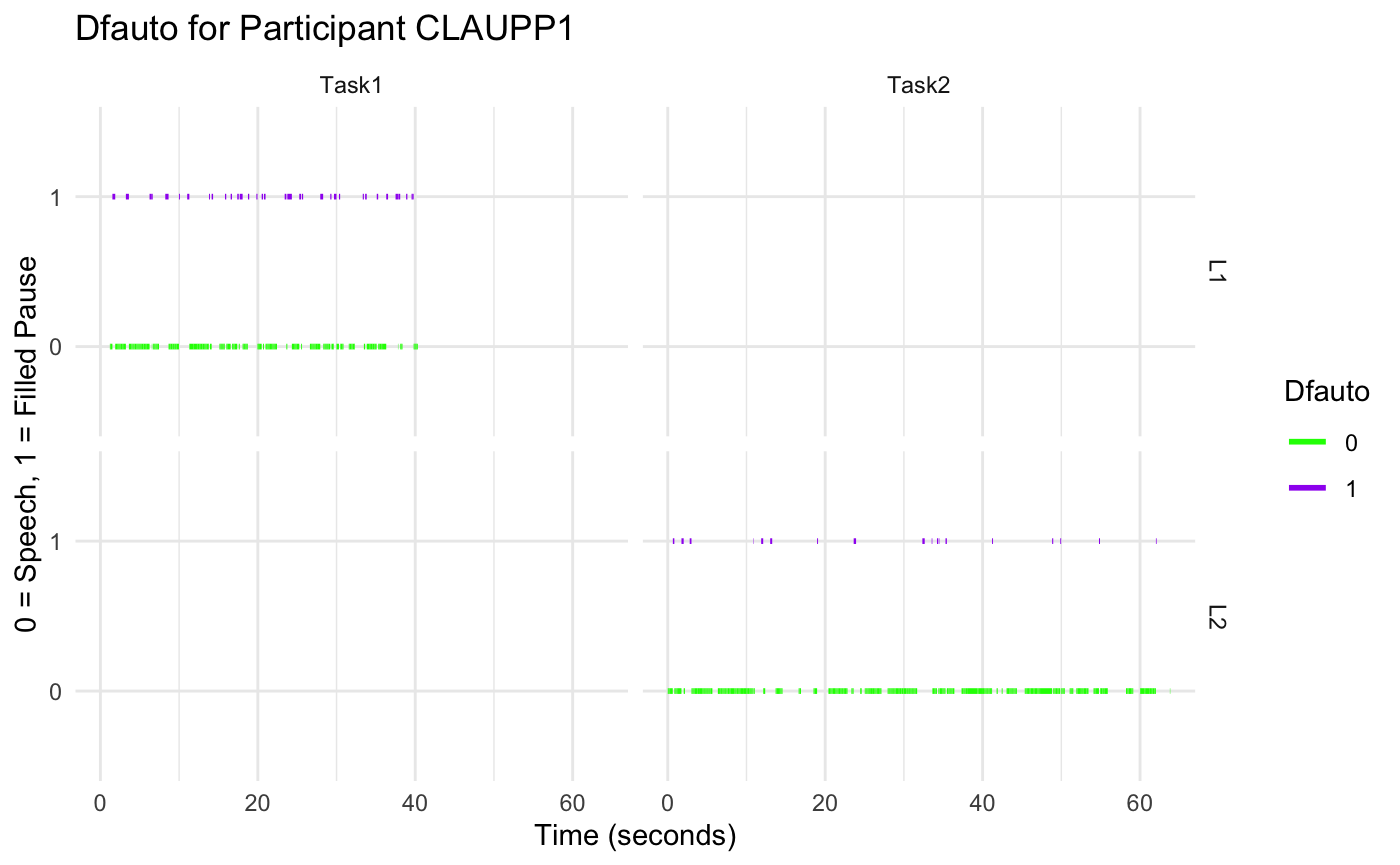 Dfauto for Participant CLAUPP1
Task1
Task2
1
0
L1
1
0
L2
0 = Speech, 1 = Filled Pause
0 20 40 60 0 20 40 60
Time (seconds)
Dfauto
0
1